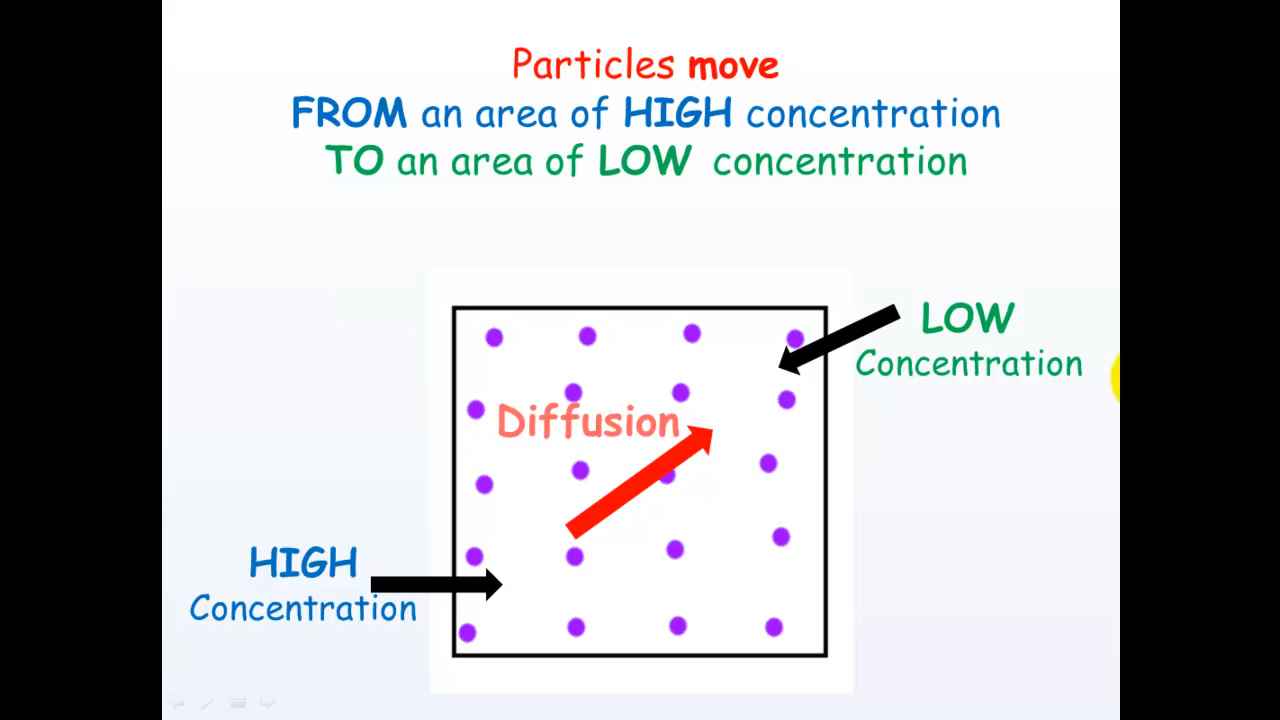 Particles move
FROM an area of HIGH concentration
TO an area of LOW concentration
LOW
Concentration
Diffusion
HIGH
Concentration